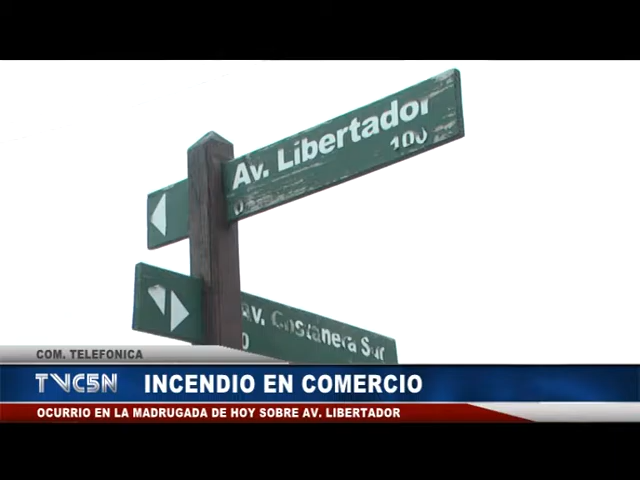 Av. Libertador
0 100
av. Costanera Sur
0
COM. TELEFONICA
TVC5N INCENDIO EN COMERCIO
OCURRIO EN LA MADRUGADA DE HOY SOBRE AV. LIBERTADOR